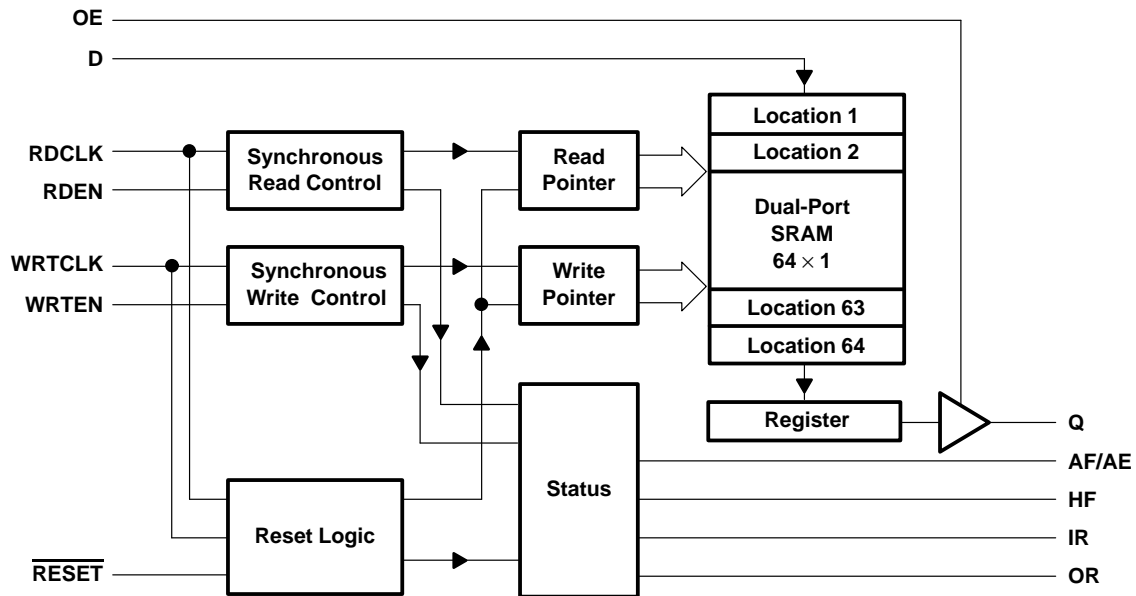 OE
D
RDCLK
RDEN
WRTCLK
WRTEN
RESET
Synchronous
Read Control
Synchronous
Write Control
Reset Logic
Read
Pointer
Write
Pointer
Status
Location 1
Location 2
Dual-Port
SRAM
64 × 1
Location 63
Location 64
Register
Q
AF/AE
HF
IR
OR